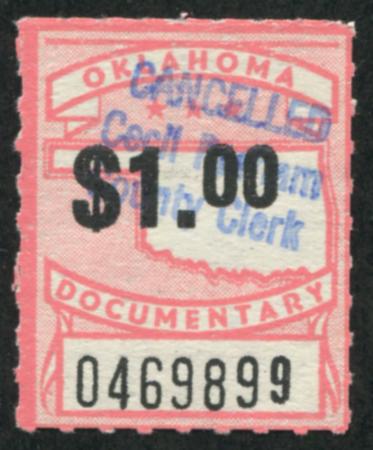 OKLAHOMA
CANCELLED
Cecil
County Clerk
$1.00
DOCUMENTARY
0469899